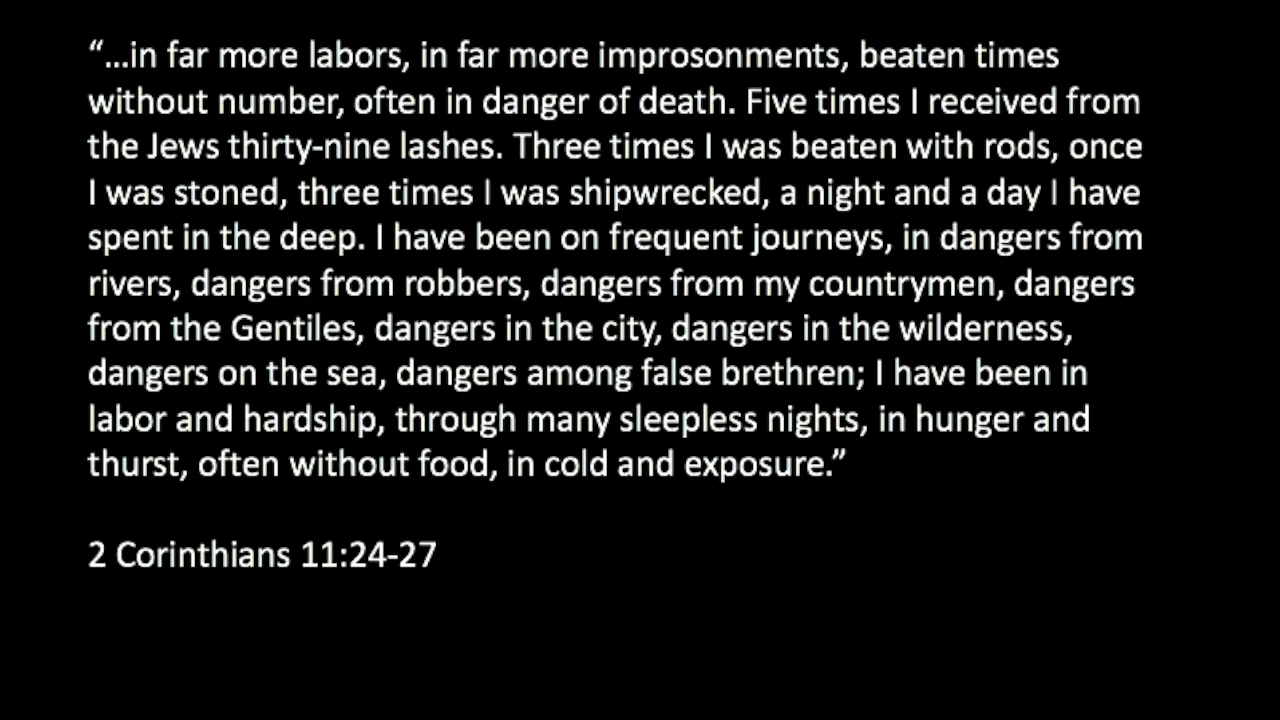 “...in far more labors, in far more improsonments, beaten times
without number, often in danger of death. Five times I received from
the Jews thirty-nine lashes. Three times I was beaten with rods, once
I was stoned, three times I was shipwrecked, a night and a day I have
spent in the deep. I have been on frequent journeys, in dangers from
rivers, dangers from robbers, dangers from my countrymen, dangers
from the Gentiles, dangers in the city, dangers in the wilderness,
dangers on the sea, dangers among false brethren; I have been in
labor and hardship, through many sleepless nights, in hunger and
thurst, often without food, in cold and exposure.”
2 Corinthians 11:24-27